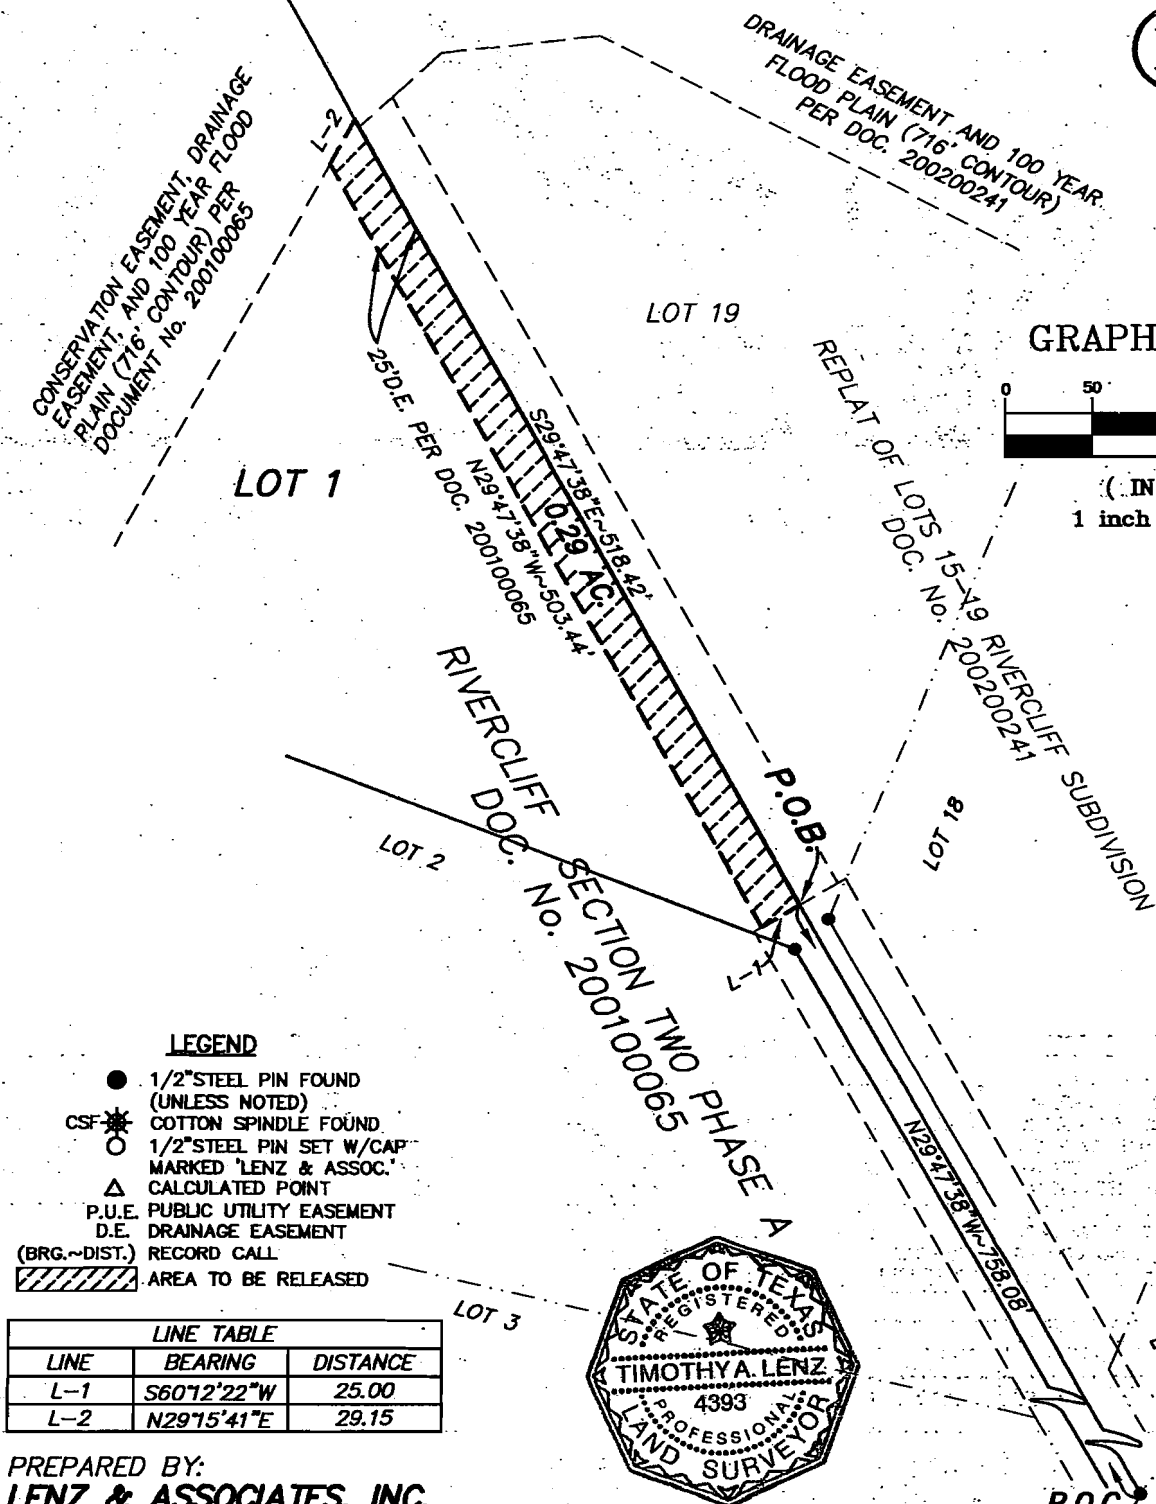 DRAINAGE EASEMENT AND 100 YEAR
FLOOD PLAIN (716' CONTOUR)
PER DOC. 200200241
CONSERVATION EASEMENT, DRAINAGE
EASEMENT, AND 100 YEAR FLOOD
PLAIN (716' CONTOUR) PER
DOCUMENT No. 200100065
L-2
LOT 19
GRAPH
0 50
( IN
1 inch
REPLAT OF LOTS 15-19 RIVERCLIFF SUBDIVISION
DOC. No. 200200241
25'D.E. PER DOC. 200100065
LOT 1
S29°47'38"E~518.42'
0.29 AC.
N29°47'38"W~503.44'
RIVERCLIFF SECTION TWO PHASE A
DOC. No. 200100065
P.O.B.
LOT 18
LOT 2
L-1
N29°47'38"W~758.08'
LEGEND
1/2"STEEL PIN FOUND
(UNLESS NOTED)
CSF COTTON SPINDLE FOUND
1/2"STEEL PIN SET W/CAP
MARKED 'LENZ & ASSOC.'
CALCULATED POINT
P.U.E. PUBLIC UTILITY EASEMENT
D.E. DRAINAGE EASEMENT
(BRG.~DIST.) RECORD CALL
AREA TO BE RELEASED
LOT 3
LINE TABLE
LINE BEARING DISTANCE
L-1 S60°12'22"W 25.00
L-2 N29°15'41"E 29.15
STATE OF TEXAS
REGISTERED
TIMOTHY A. LENZ
4393
PROFESSIONAL
LAND SURVEYOR
PREPARED BY:
LENZ & ASSOCIATES, INC.
P.O.C.